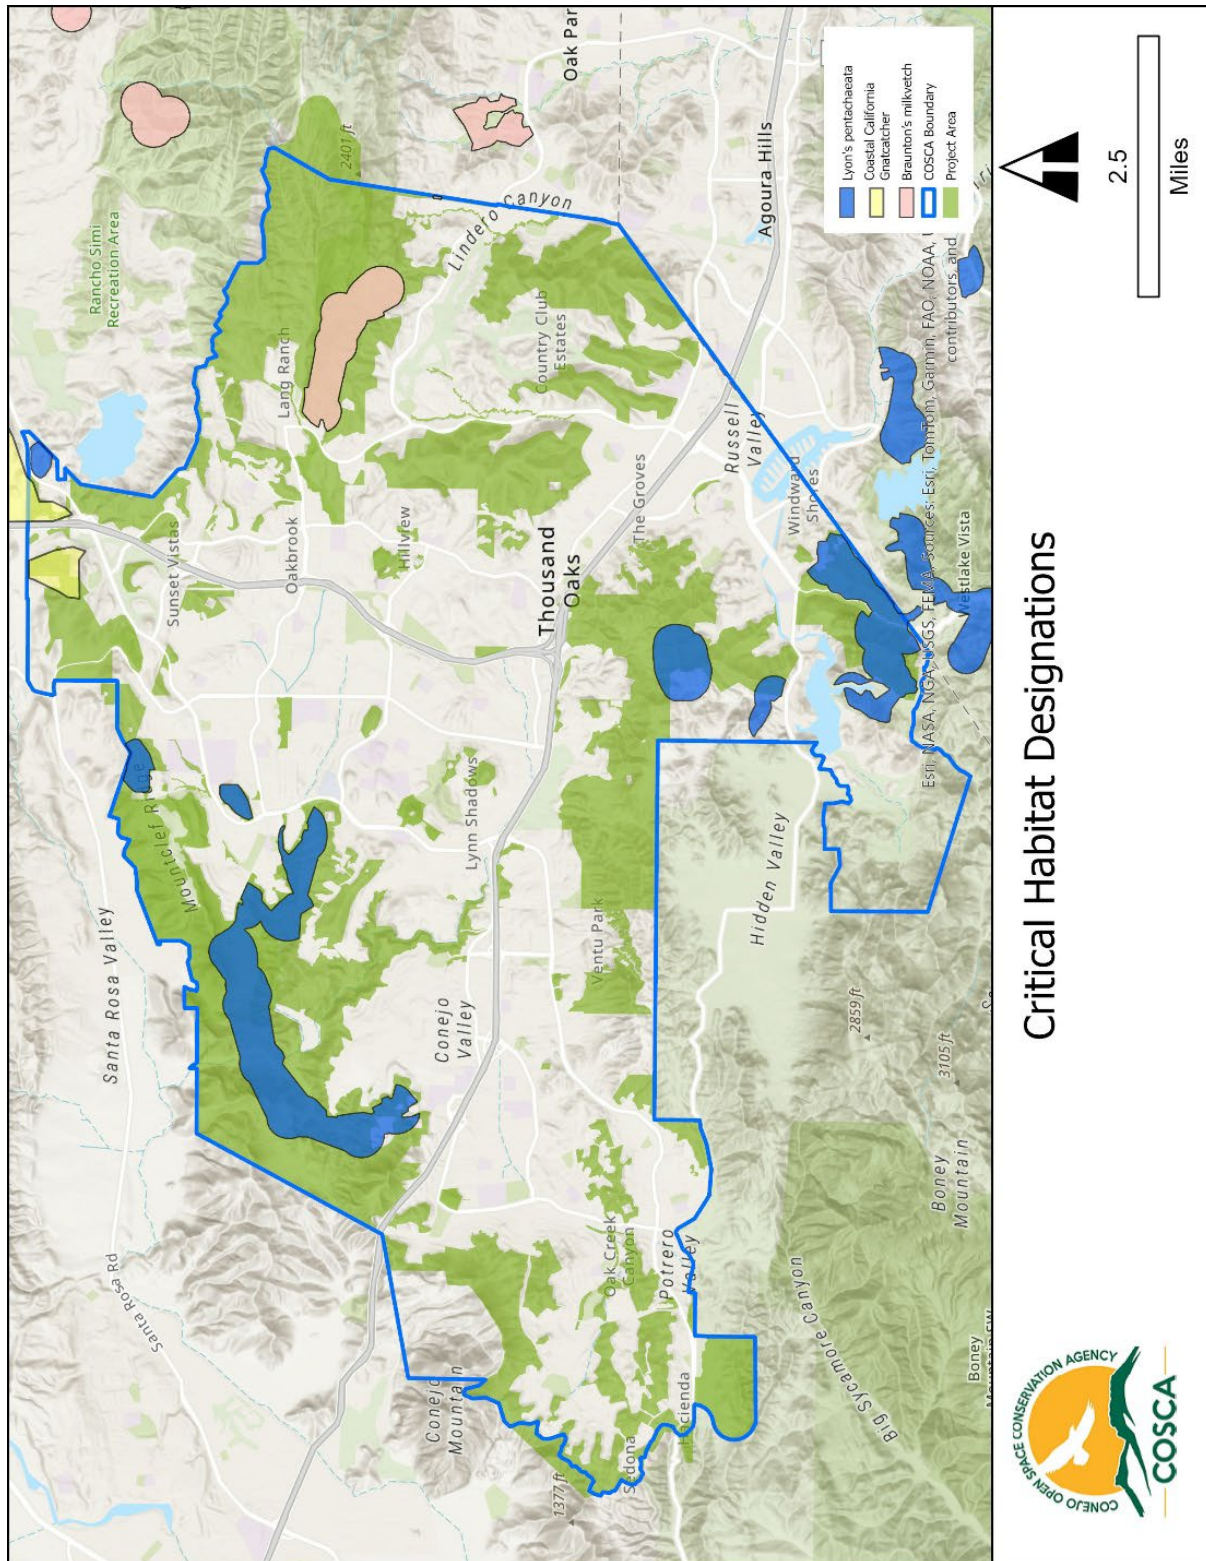 Oak Par
2401 ft
Rancho Simi
Recreation Area
Lindero Canyon
Agoura Hills
Lang Ranch
Country Club
Estates
Russell
Valley
Windward
Shores
The Groves
Sunset Vistas
Oakbrook
Hillview
Thousand
Oaks
Westlake Vista
Mountclef Ridge
Lynn Shadows
Santa Rosa Valley
Conejo
Valley
Ventu Park
Hidden Valley
2859 ft
3105 ft
Boney
Mountain
Santa Rosa Rd
Oak Creek
Canyon
Potrero
Valley
Big Sycamore Canyon
Conejo
Mountain
1377 ft
Sedona
Hacienda
Boney
Mountain SW
Lyon's pentachaeata
Coastal California
Gnatcatcher
Braunton's milkvetch
COSCA Boundary
Project Area
Esri, NASA, NGA, USGS, FEMA, Sources: Esri, TomTom, Garmin, FAO, NOAA, U
contributors, and
Critical Habitat Designations
2.5
Miles
CONEJO OPEN SPACE CONSERVATION AGENCY
COSCA